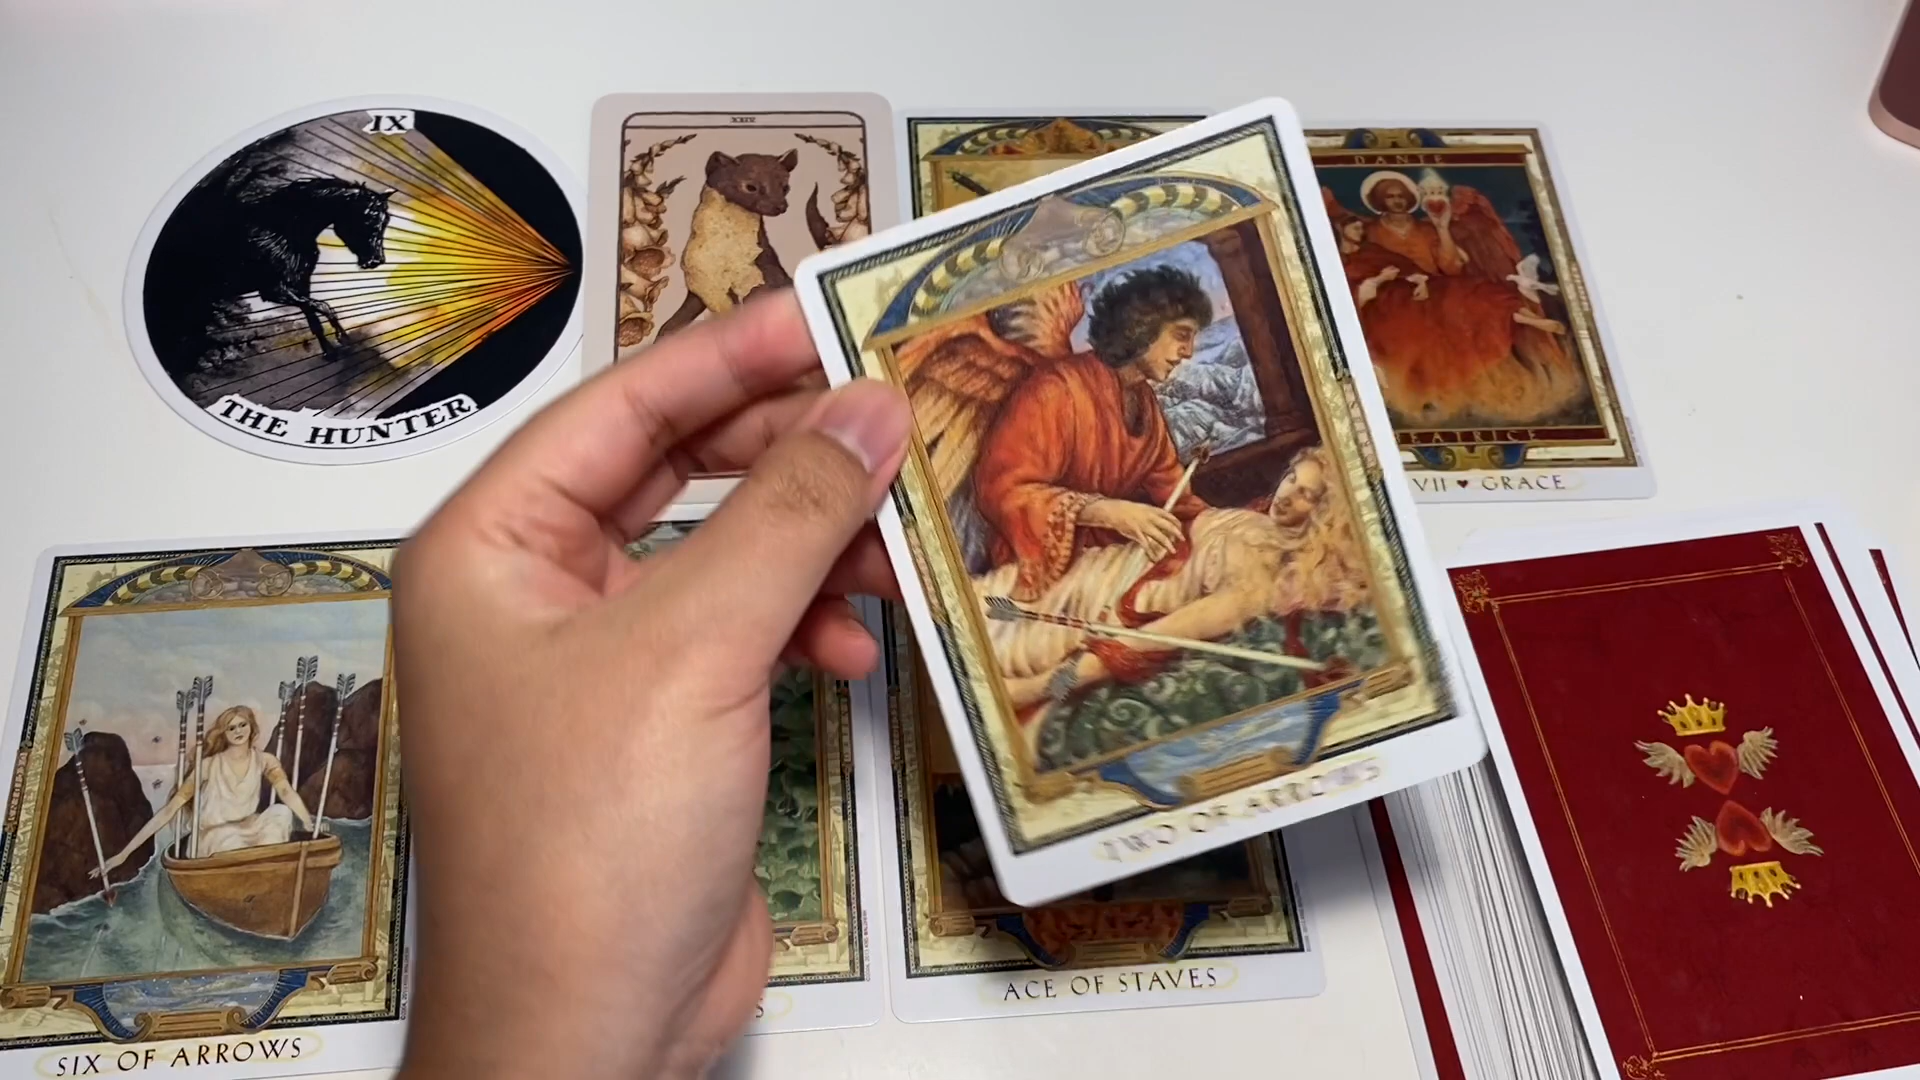 IX
THE HUNTER
DANTE
BEATRICE
VII ♥ GRACE
TWO OF ARROWS
SIX OF ARROWS
ACE OF STAVES